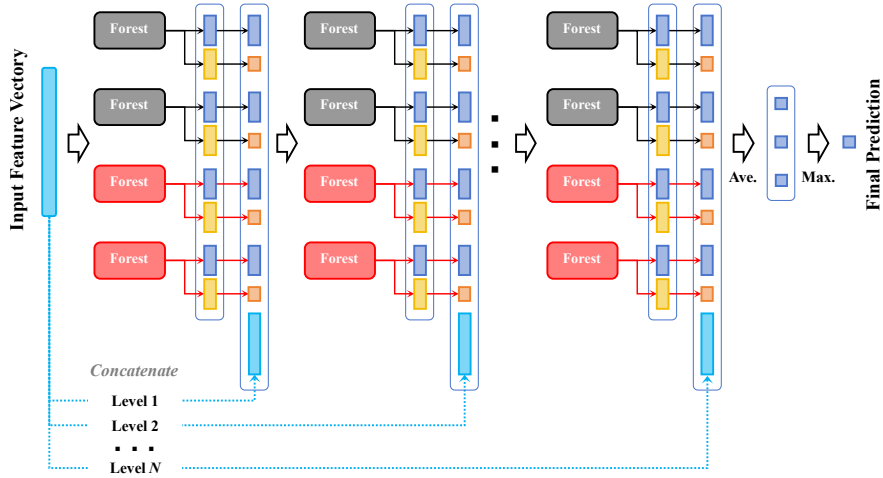 Forest Forest Forest
Forest Forest Forest
Forest Forest Forest
Forest Forest Forest
Input Feature Vectory
Ave.
Max.
Final Prediction
Concatenate
Level 1
Level 2
Level N